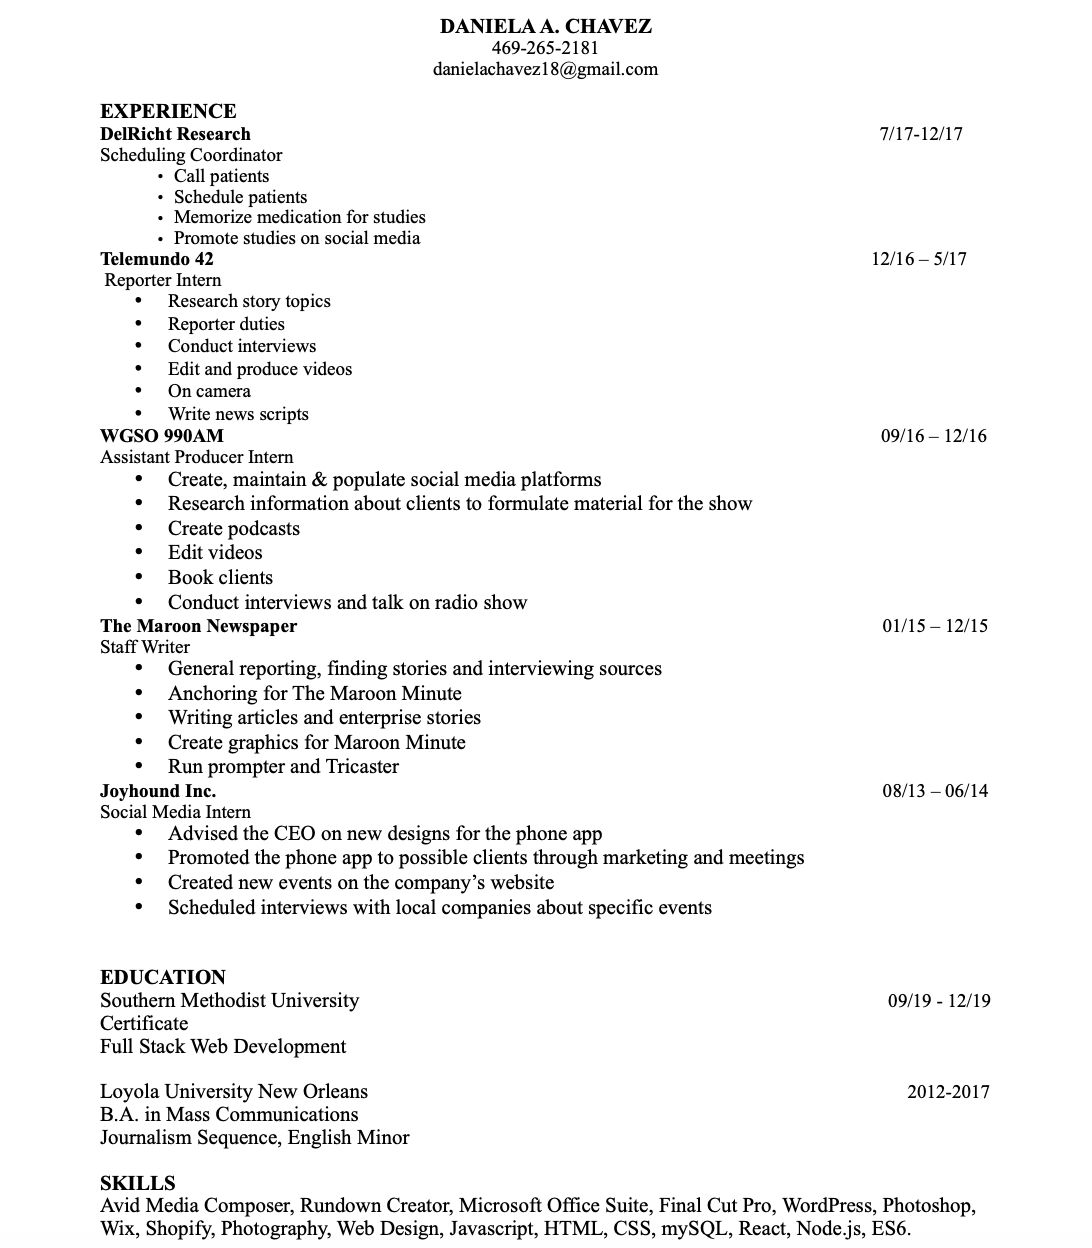 DANIELA A. CHAVEZ
469-265-2181
danielachavez18@gmail.com
EXPERIENCE
DelRicht Research 7/17-12/17
Scheduling Coordinator
• Call patients
• Schedule patients
• Memorize medication for studies
• Promote studies on social media
Telemundo 42 12/16 – 5/17
Reporter Intern
• Research story topics
• Reporter duties
• Conduct interviews
• Edit and produce videos
• On camera
• Write news scripts
WGSO 990AM 09/16 – 12/16
Assistant Producer Intern
• Create, maintain & populate social media platforms
• Research information about clients to formulate material for the show
• Create podcasts
• Edit videos
• Book clients
• Conduct interviews and talk on radio show
The Maroon Newspaper 01/15 – 12/15
Staff Writer
• General reporting, finding stories and interviewing sources
• Anchoring for The Maroon Minute
• Writing articles and enterprise stories
• Create graphics for Maroon Minute
• Run prompter and Tricaster
Joyhound Inc. 08/13 – 06/14
Social Media Intern
• Advised the CEO on new designs for the phone app
• Promoted the phone app to possible clients through marketing and meetings
• Created new events on the company’s website
• Scheduled interviews with local companies about specific events
EDUCATION
Southern Methodist University 09/19 - 12/19
Certificate
Full Stack Web Development
Loyola University New Orleans 2012-2017
B.A. in Mass Communications
Journalism Sequence, English Minor
SKILLS
Avid Media Composer, Rundown Creator, Microsoft Office Suite, Final Cut Pro, WordPress, Photoshop,
Wix, Shopify, Photography, Web Design, Javascript, HTML, CSS, mySQL, React, Node.js, ES6.